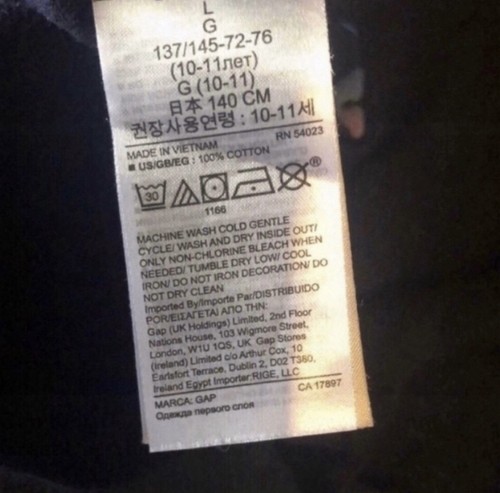 L
G
137/145-72-76
(10-11лет)
G (10-11)
日本 140 CM
권장사용연령 : 10-11세
RN 54023
MADE IN VIETNAM
■ US/GB/EG : 100% COTTON
30
®
1166
MACHINE WASH COLD GENTLE
CYCLE/ WASH AND DRY INSIDE OUT/
ONLY NON-CHLORINE BLEACH WHEN
NEEDED/ TUMBLE DRY LOW/ COOL
IRON/ DO NOT IRON DECORATION/ DO
NOT DRY CLEAN
Imported By/Importe Par/DISTRIBUIDO
POR/ΕΙΣΑΓΕΤΑΙ ΑΠΟ ΤΗΝ:
Gap (UK Holdings) Limited, 2nd Floor
Nations House, 103 Wigmore Street,
London, W1U 1QS, UK Gap Stores
(Ireland) Limited c/o Arthur Cox, 10
Earlsfort Terrace, Dublin 2, D02 T380,
Ireland Egypt Importer:RIGE, LLC
CA 17897
MARCA: GAP
Одежда первого слоя